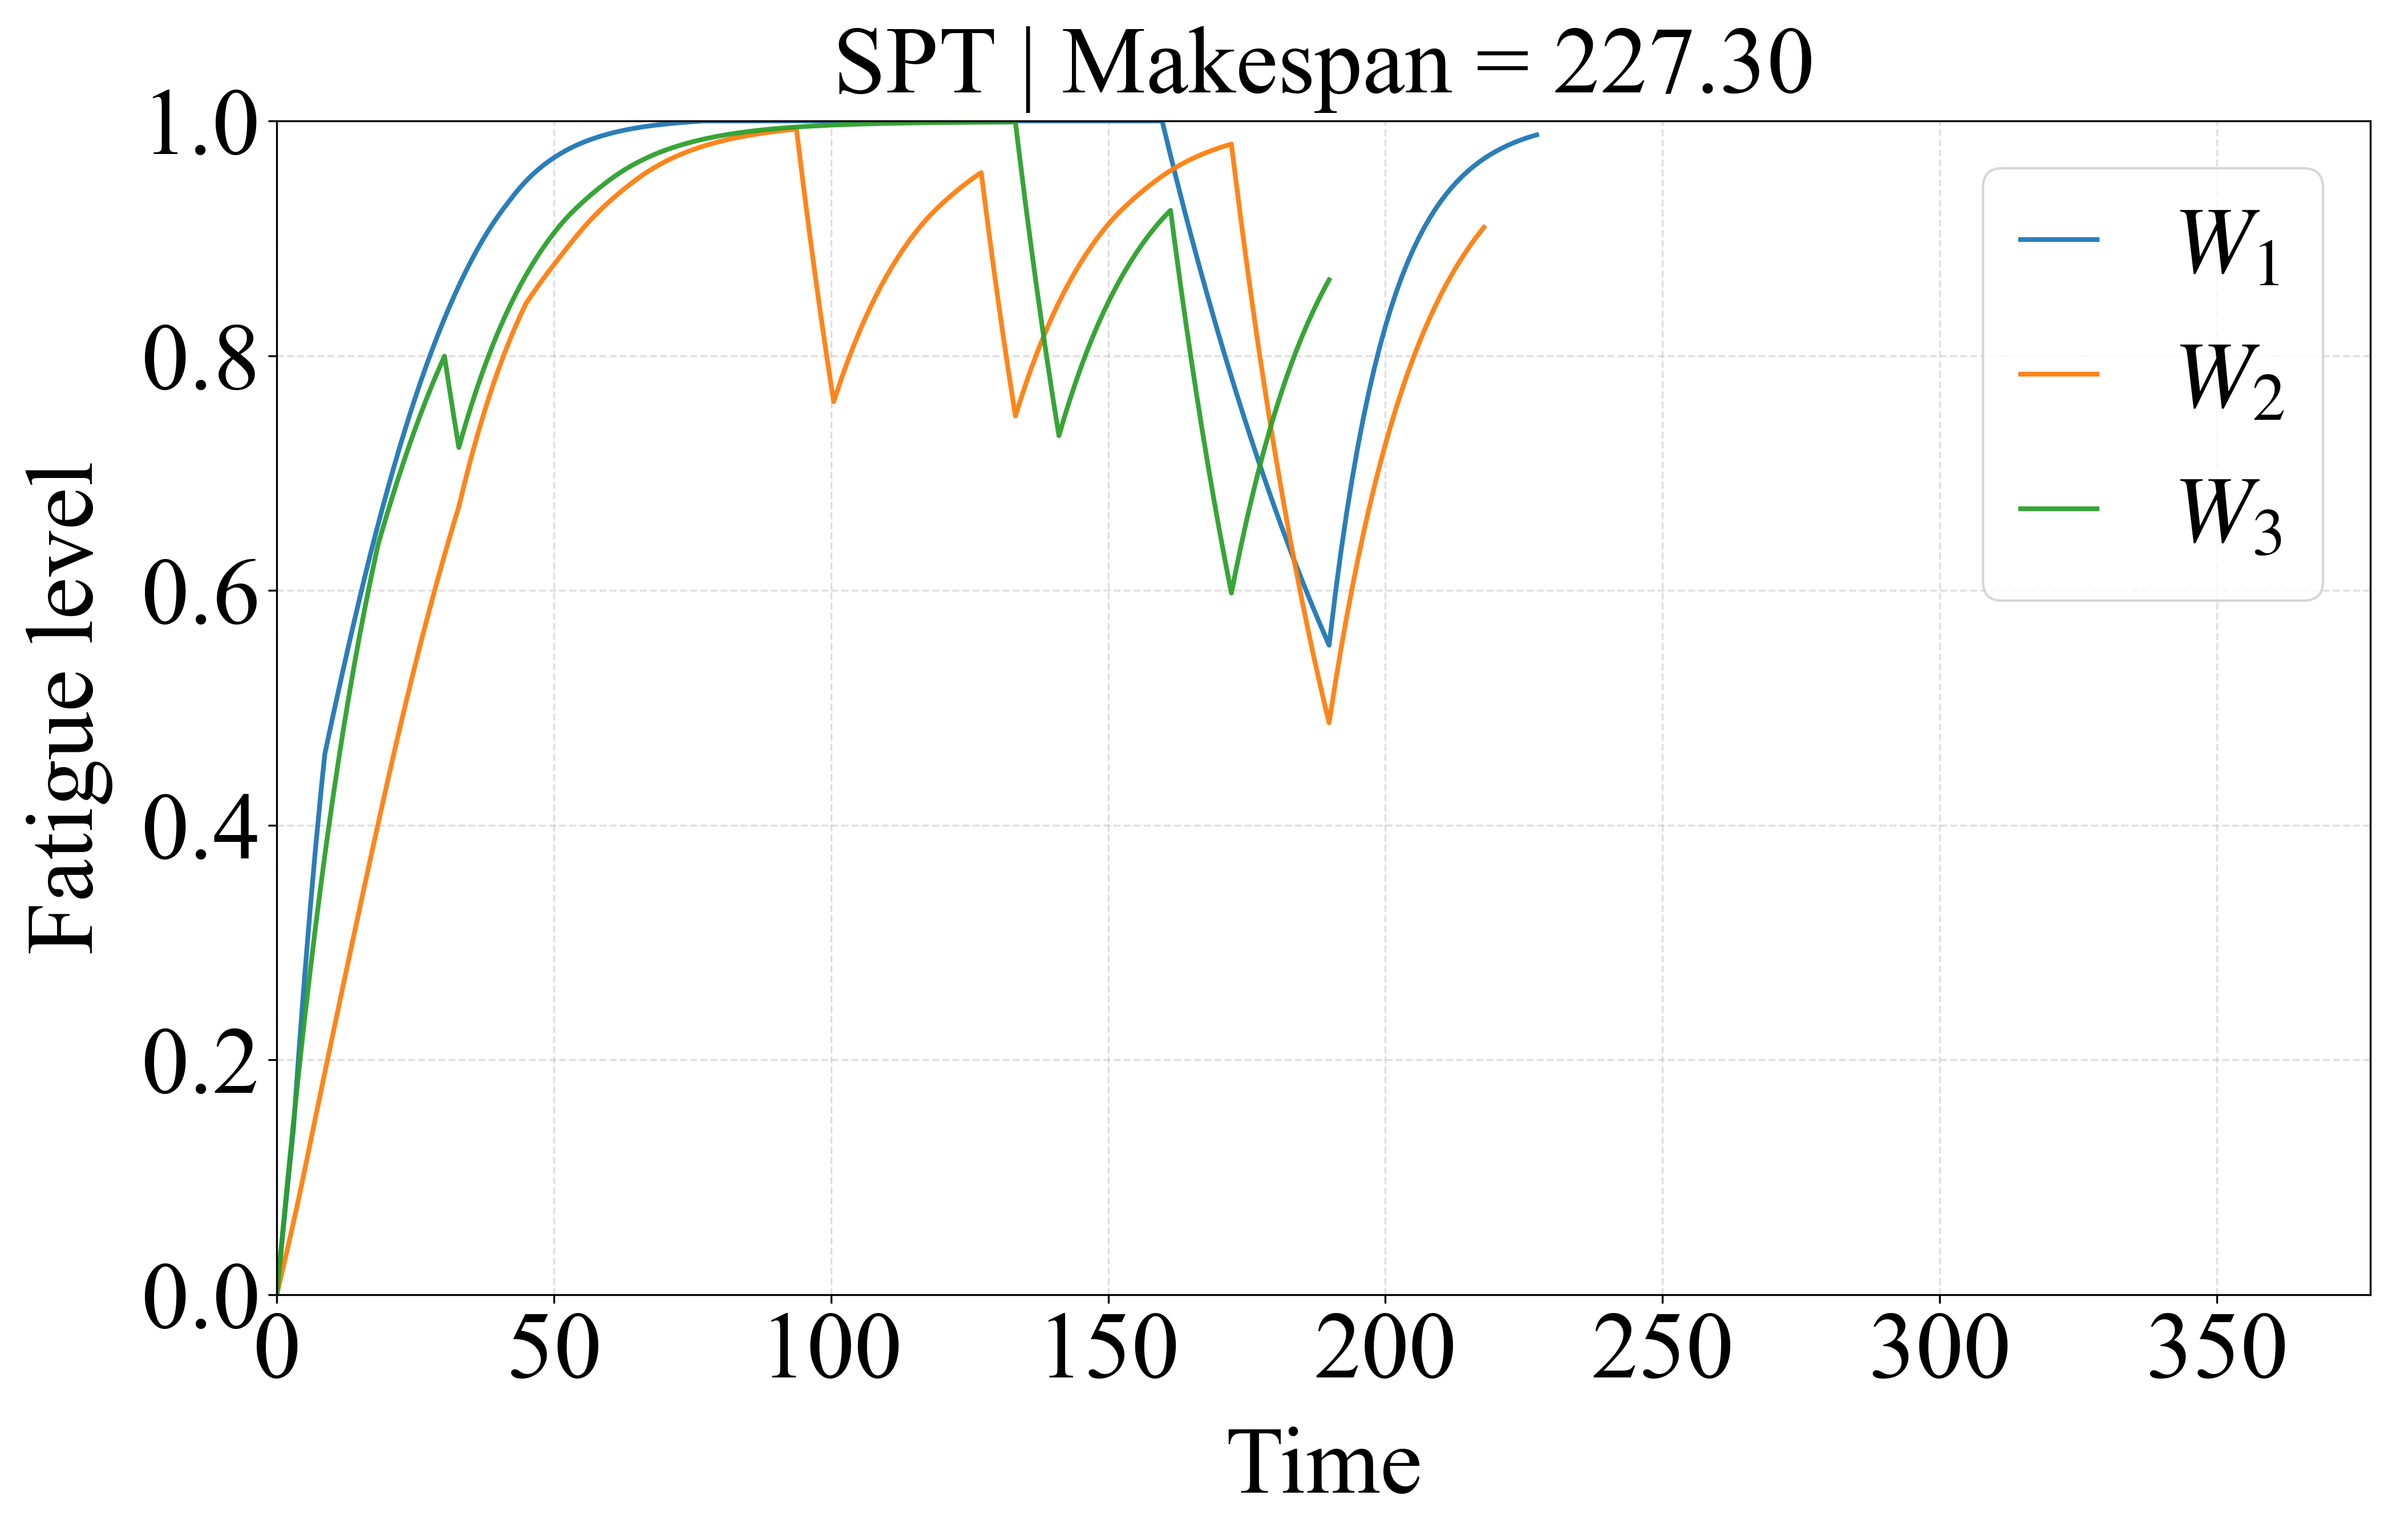 SPT | Makespan = 227.30
Fatigue level
1.0
0.8
0.6
0.4
0.2
0.0
W1
W2
W3
0 50 100 150 200 250 300 350
Time